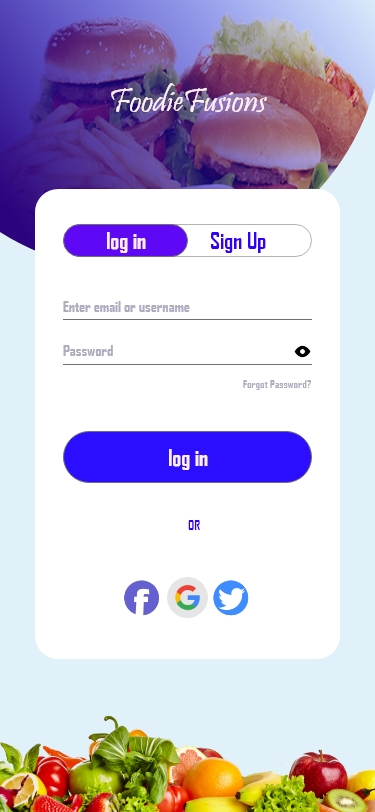 Foodie Fusions
log in
Sign Up
Enter email or username
Password
Forgot Password?
log in
OR